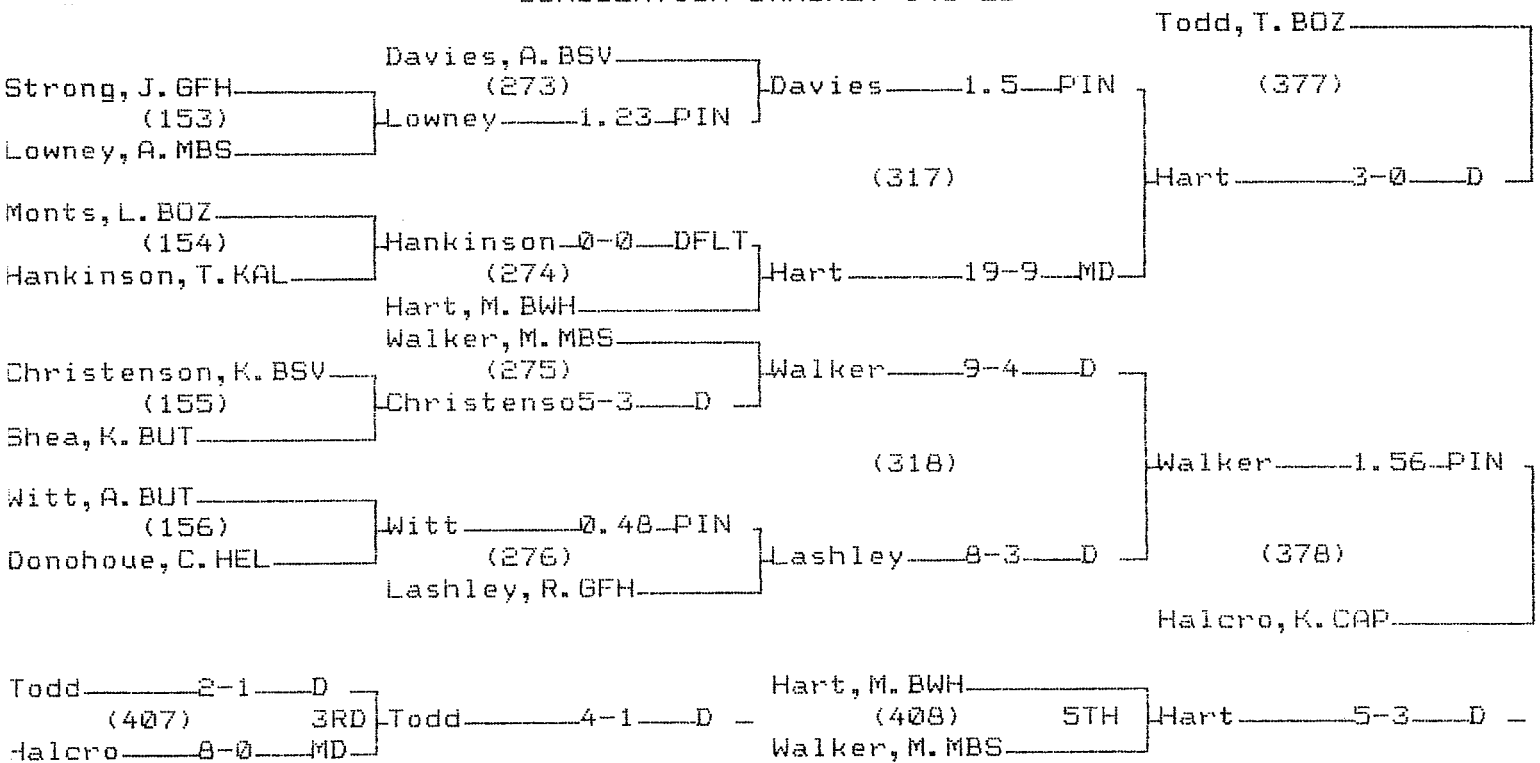 Todd, T. BOZ
Davies, A. BSV
Strong, J. GFH (273) Davies 1.5 PIN (377)
(153) Lowney 1.23 PIN
Lowney, A. MBS
(317) Hart 3-0 D
Monts, L. BOZ
(154) Hankinson 0-0 DFLT
Hankinson, T. KAL (274) Hart 19-9 MD
Hart, M. BWH
Walker, M. MBS
Christenson, K. BSV (275) Walker 9-4 D
(155) Christenso5-3 D
Shea, K. BUT
(318) Walker 1.56 PIN
Witt, A. BUT
(156) Witt 0.48 PIN
Donohoue, C. HEL (276) Lashley 8-3 D (378)
Lashley, R. GFH
Halcro, K. CAP
Todd 2-1 D Hart, M. BWH
(407) 3RD Todd 4-1 D (408) 5TH Hart 5-3 D
Halcro 8-0 MD Walker, M. MBS